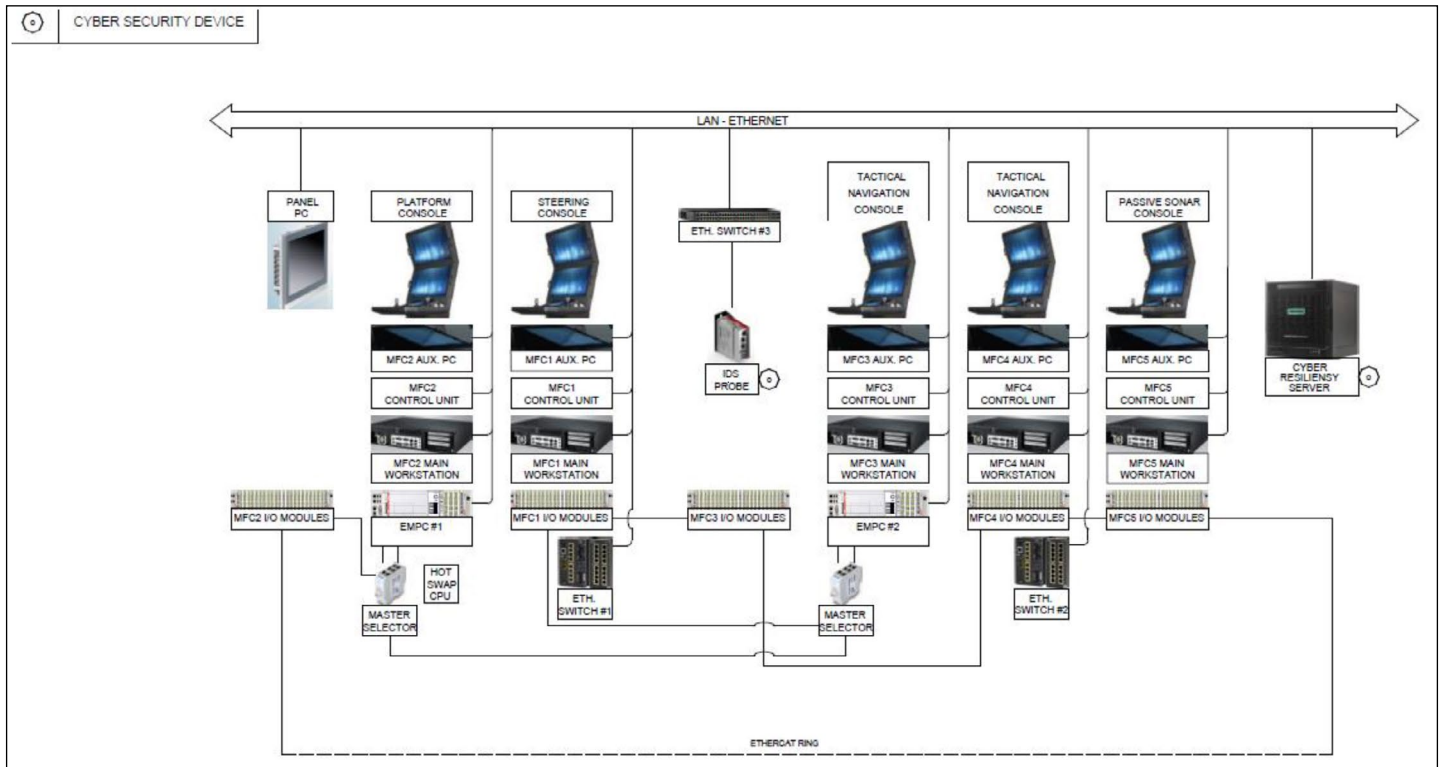 CYBER SECURITY DEVICE
LAN - ETHERNET
PANEL
PC
PLATFORM
CONSOLE
STEERING
CONSOLE
ETH. SWITCH #3
TACTICAL
NAVIGATION
CONSOLE
TACTICAL
NAVIGATION
CONSOLE
PASSIVE SONAR
CONSOLE
MFC2 AUX. PC
MFC1 AUX. PC
IDS
PROBE
MFC3 AUX. PC
MFC4 AUX. PC
MFC5 AUX. PC
CYBER
RESILIENSY
SERVER
MFC2
CONTROL UNIT
MFC1
CONTROL UNIT
MFC3
CONTROL UNIT
MFC4
CONTROL UNIT
MFC5
CONTROL UNIT
MFC2 MAIN
WORKSTATION
MFC1 MAIN
WORKSTATION
MFC3 MAIN
WORKSTATION
MFC4 MAIN
WORKSTATION
MFC5 MAIN
WORKSTATION
MFC2 I/O MODULES
EMPC #1
MFC1 I/O MODULES
MFC3 I/O MODULES
EMPC #2
MFC4 I/O MODULES
MFC5 I/O MODULES
HOT
SWAP
CPU
MASTER
SELECTOR
ETH.
SWITCH #1
MASTER
SELECTOR
ETH.
SWITCH #2
ETHERCAT RING